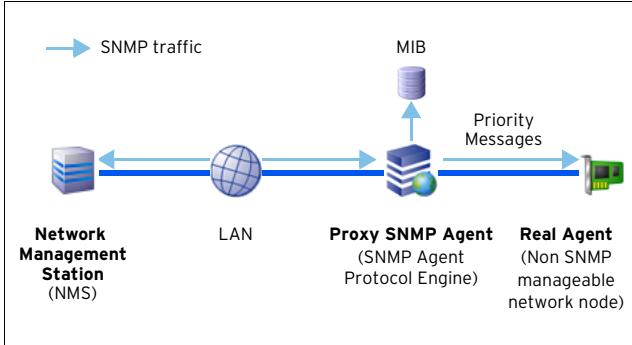 SNMP traffic
MIB
Priority
Messages
Network
Management
Station
(NMS)
LAN
Proxy SNMP Agent
(SNMP Agent
Protocol Engine)
Real Agent
(Non SNMP
manageable
network node)